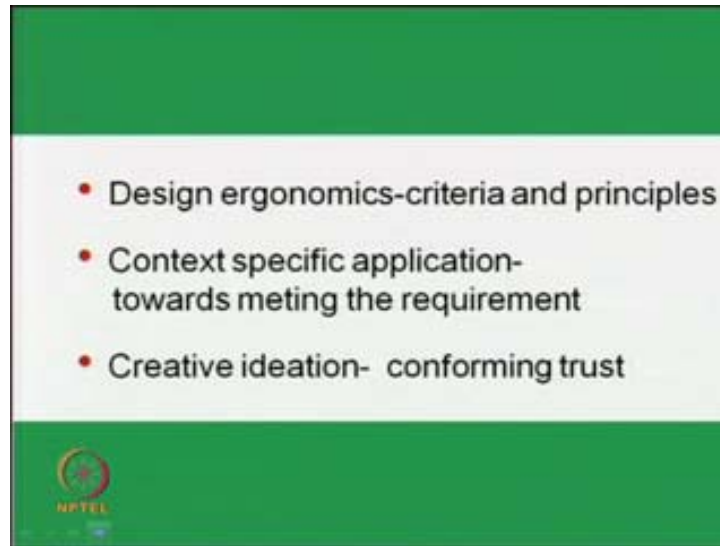 • Design ergonomics-criteria and principles
• Context specific application-
towards meting the requirement
• Creative ideation- conforming trust
NPTEL